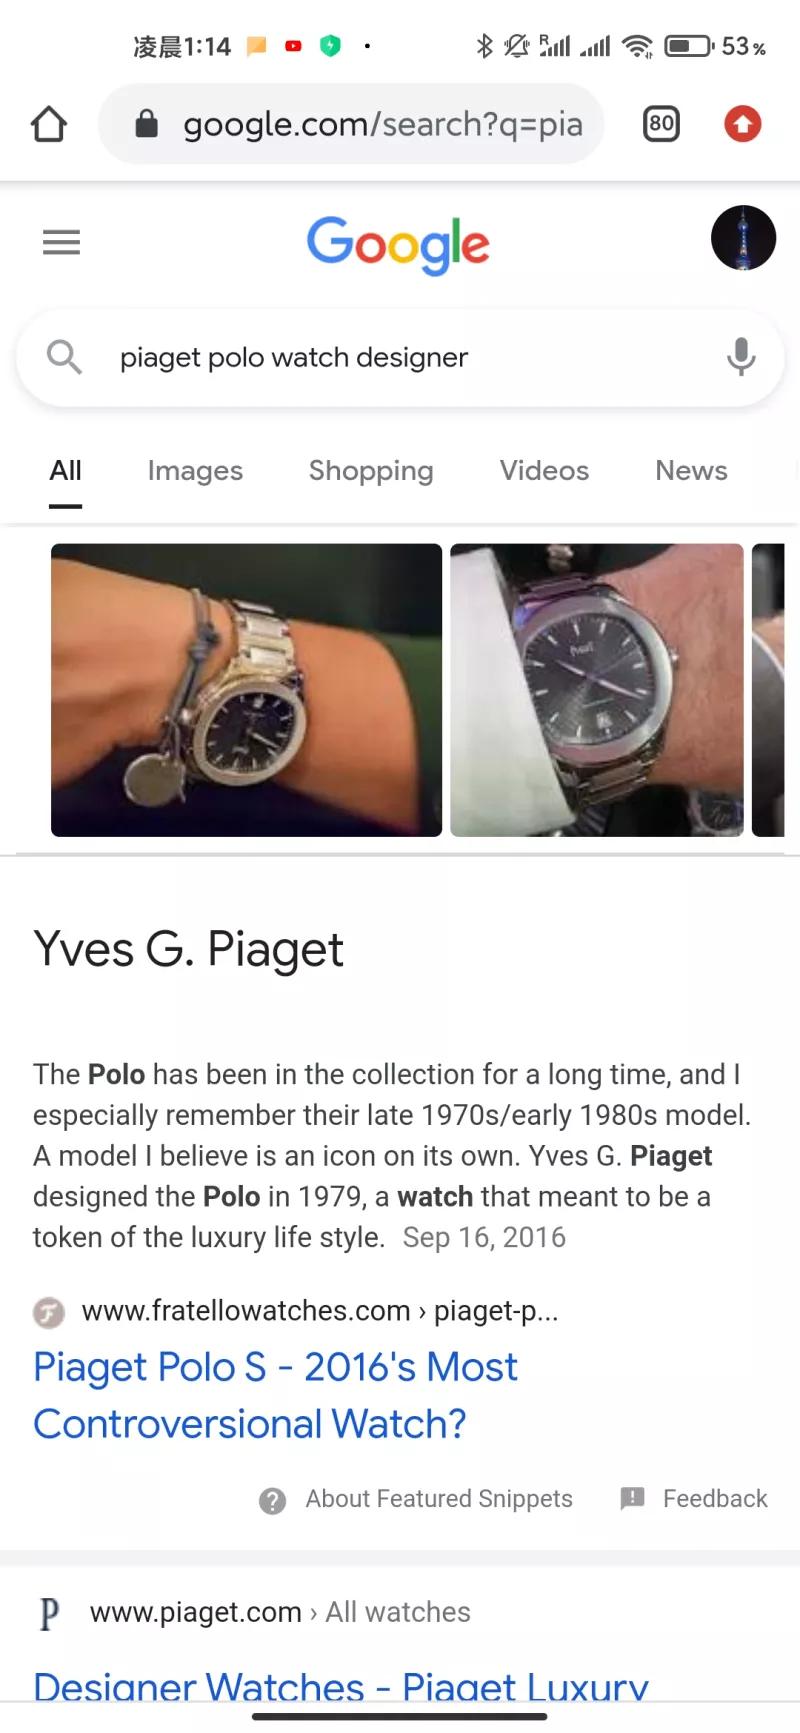 凌晨1:14
R
53%
google.com/search?q=pia
80
Google
piaget polo watch designer
All Images Shopping Videos News
Yves G. Piaget
The Polo has been in the collection for a long time, and I
especially remember their late 1970s/early 1980s model.
A model I believe is an icon on its own. Yves G. Piaget
designed the Polo in 1979, a watch that meant to be a
token of the luxury life style. Sep 16, 2016
F www.fratellowatches.com › piaget-p...
Piaget Polo S - 2016's Most
Controversional Watch?
About Featured Snippets Feedback
P www.piaget.com › All watches
Designer Watches - Piaget Luxury